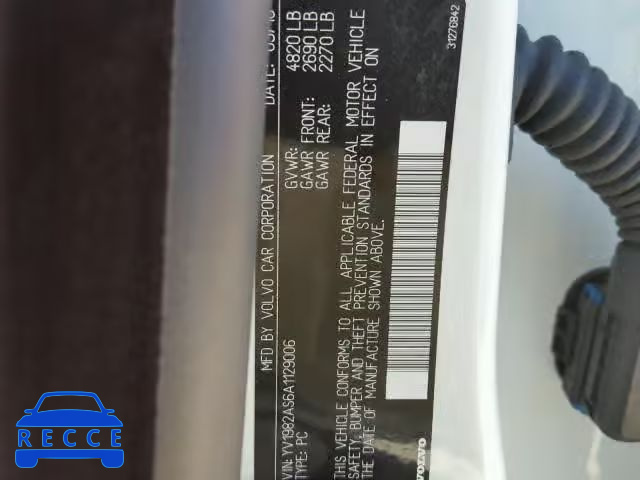 MFD BY VOLVO CAR CORPORATION DATE:
VIN: YV1982AS6A1129006 GVWR: 4820 LB
TYPE: PC GAWR FRONT: 2690 LB
GAWR REAR: 2270 LB
THIS VEHICLE CONFORMS TO ALL APPLICABLE FEDERAL MOTOR VEHICLE
SAFETY, BUMPER AND THEFT PREVENTION STANDARDS IN EFFECT ON
THE DATE OF MANUFACTURE SHOWN ABOVE.
VOLVO
31276842
RECCE